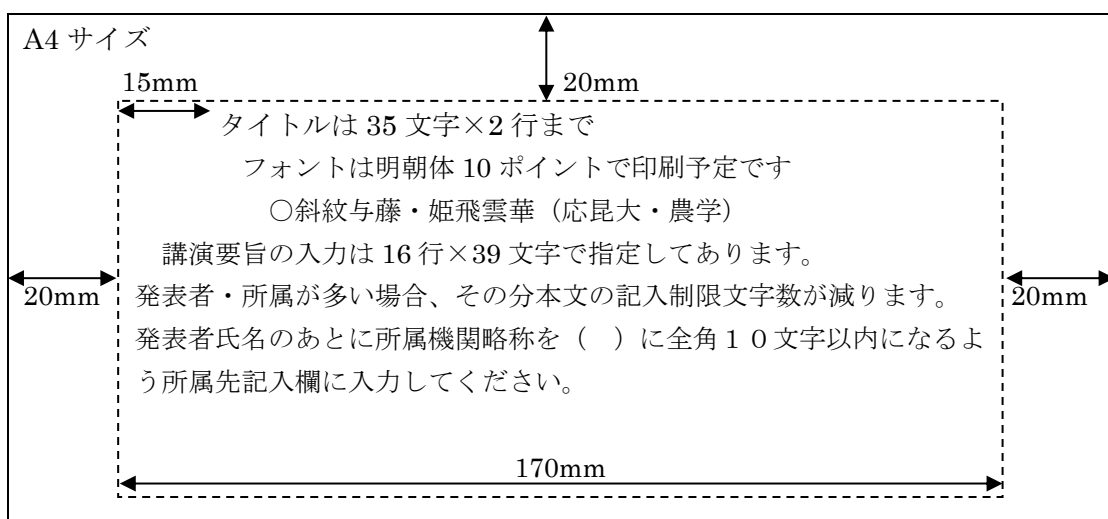 A4 サイズ
15mm
20mm
タイトルは 35 文字×2 行まで
フォントは明朝体 10 ポイントで印刷予定です
○斜紋与藤・姫飛雲華（応昆大・農学）
講演要旨の入力は 16 行×39 文字で指定してあります。
20mm
発表者・所属が多い場合、その分本文の記入制限文字数が減ります。
20mm
発表者氏名のあとに所属機関略称を（　）に全角１０文字以内になるよ
う所属先記入欄に入力してください。
170mm